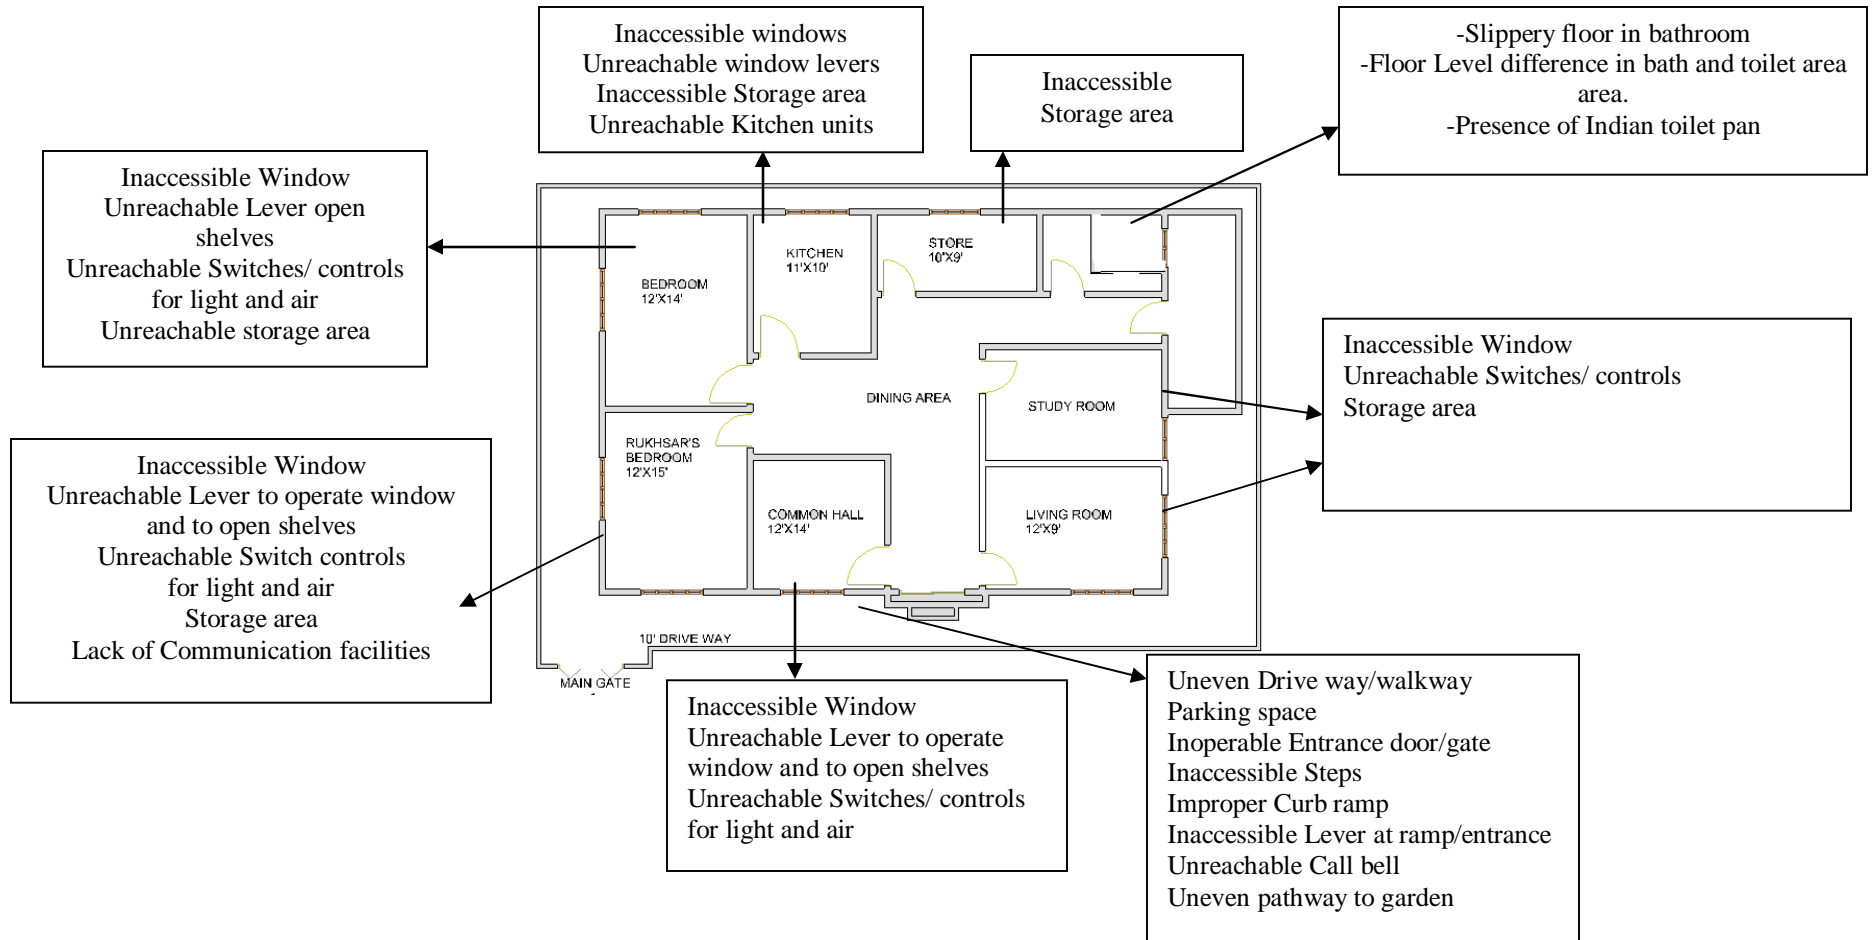 Inaccessible windows
Unreachable window levers
Inaccessible Storage area
Unreachable Kitchen units
Inaccessible
Storage area
-Slippery floor in bathroom
-Floor Level difference in bath and toilet area
area.
-Presence of Indian toilet pan
Inaccessible Window
Unreachable Lever open
shelves
Unreachable Switches/ controls
for light and air
Unreachable storage area
BEDROOM
12'X14'
KITCHEN
11'X10'
STORE
10'X9'
DINING AREA
STUDY ROOM
RUKHSAR'S
BEDROOM
12'X15'
COMMON HALL
12'X14'
LIVING ROOM
12'X9'
10' DRIVE WAY
MAIN GATE
Inaccessible Window
Unreachable Switches/ controls
Storage area
Inaccessible Window
Unreachable Lever to operate window
and to open shelves
Unreachable Switch controls
for light and air
Storage area
Lack of Communication facilities
Inaccessible Window
Unreachable Lever to operate
window and to open shelves
Unreachable Switches/ controls
for light and air
Uneven Drive way/walkway
Parking space
Inoperable Entrance door/gate
Inaccessible Steps
Improper Curb ramp
Inaccessible Lever at ramp/entrance
Unreachable Call bell
Uneven pathway to garden